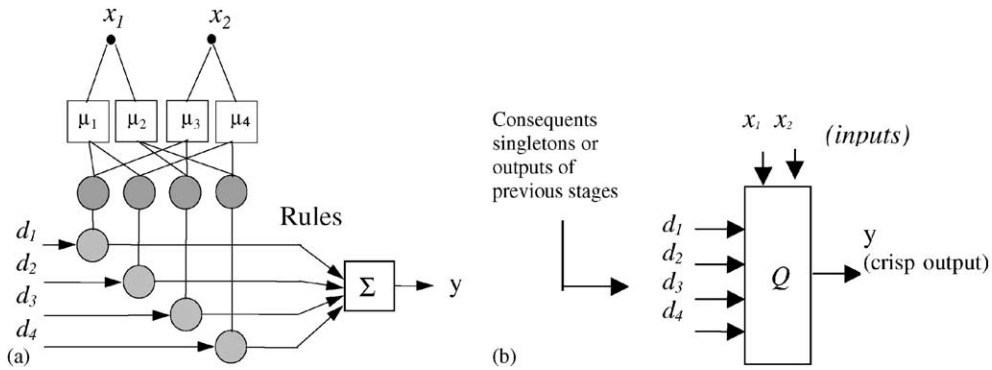 x1 x2
μ1 μ2 μ3 μ4
Rules
d1
d2
d3
d4
Σ y
(a)
Consequents
singletons or
outputs of
previous stages
x1 x2 (inputs)
d1
d2
d3
d4
Q
y
(crisp output)
(b)